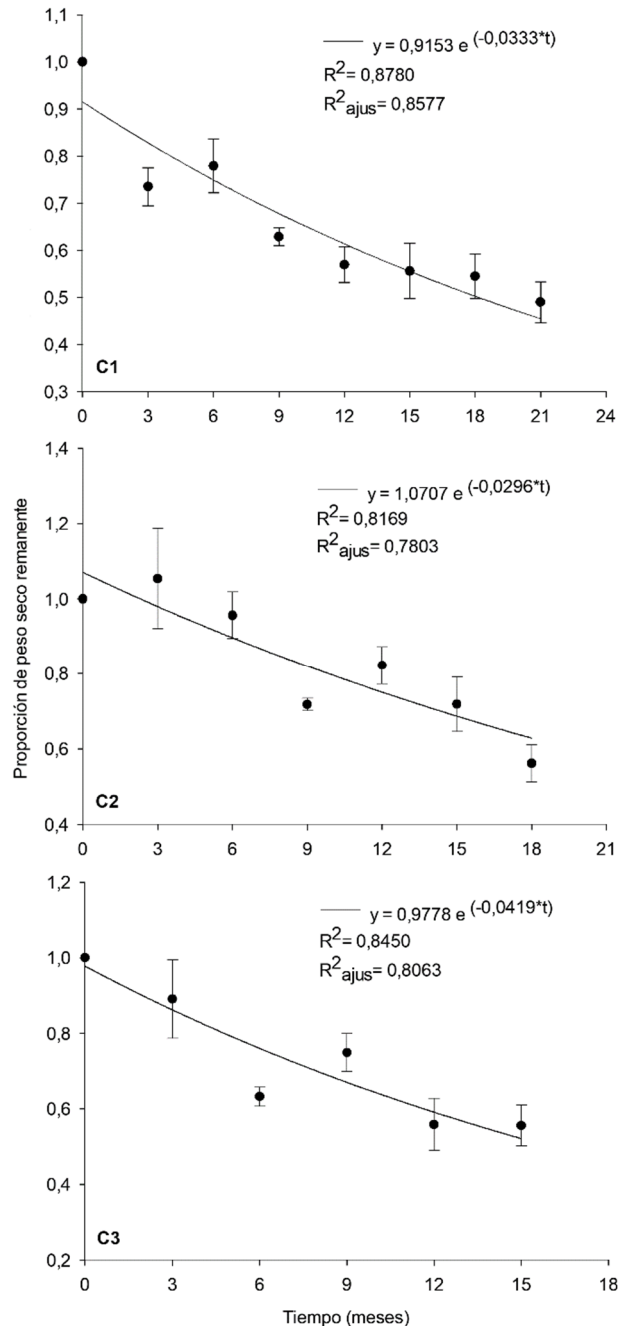 y = 0,9153 e (-0,0333*t)
R2= 0,8780
R2ajus= 0,8577
1,0
0,9
0,8
0,7
0,6
0,5
0,4
0,3
C1
0 3 6 9 12 15 18 21 24
y = 1,0707 e (-0,0296*t)
R2= 0,8169
R2ajus= 0,7803
Proporción de peso seco remanente
1,4
1,2
1,0
0,8
0,6
0,4
C2
0 3 6 9 12 15 18 21
y = 0,9778 e (-0,0419*t)
R2= 0,8450
R2ajus= 0,8063
1,2
1,0
0,8
0,6
0,4
0,2
C3
0 3 6 9 12 15 18
Tiempo (meses)